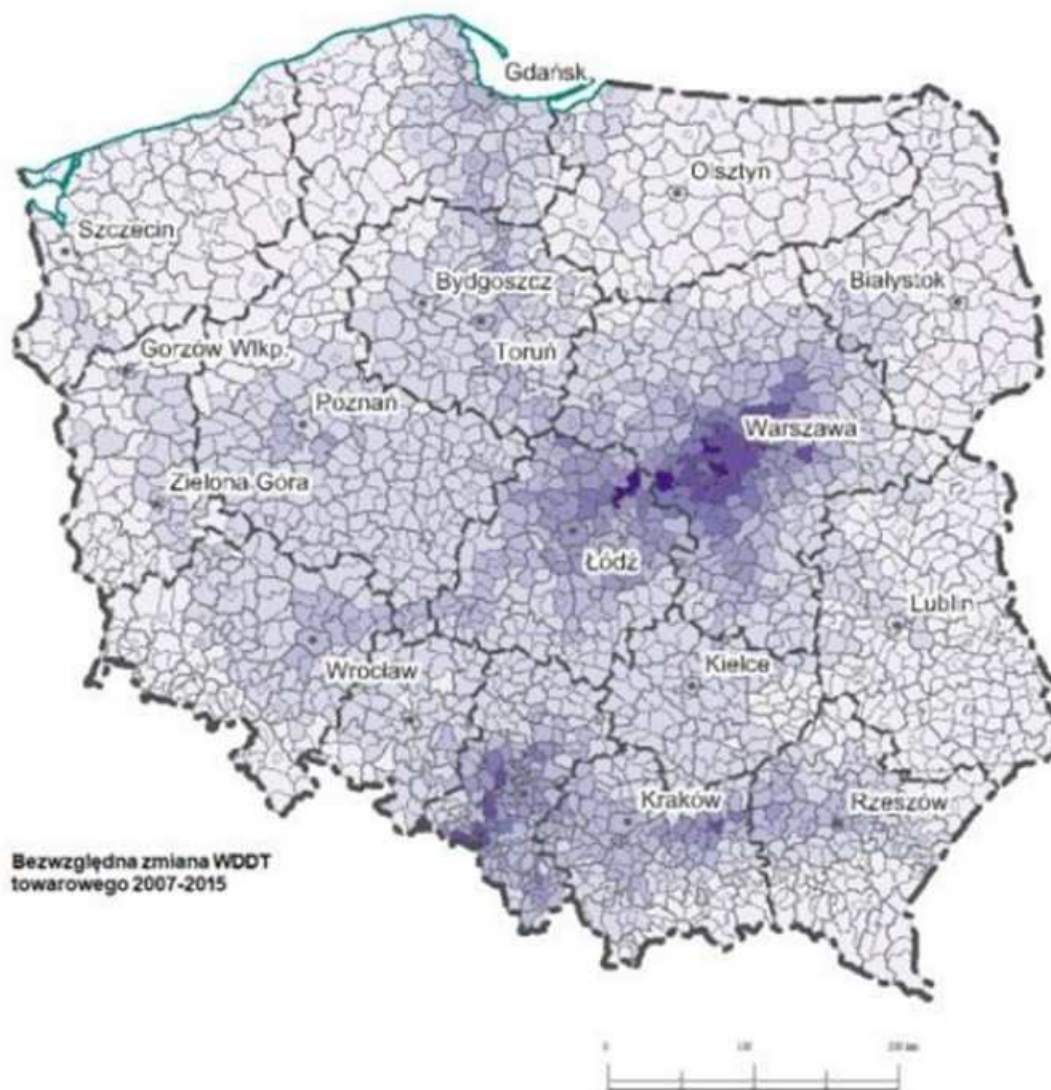 Gdańsk
Olsztyn
Szczecin
Bydgoszcz
Białystok
Gorzów Wlkp.
Toruń
Poznań
Warszawa
Zielona Góra
Łódź
Lublin
Wrocław
Kielce
Kraków
Rzeszów
Bezwzględna zmiana WDDT
towarowego 2007-2015
0